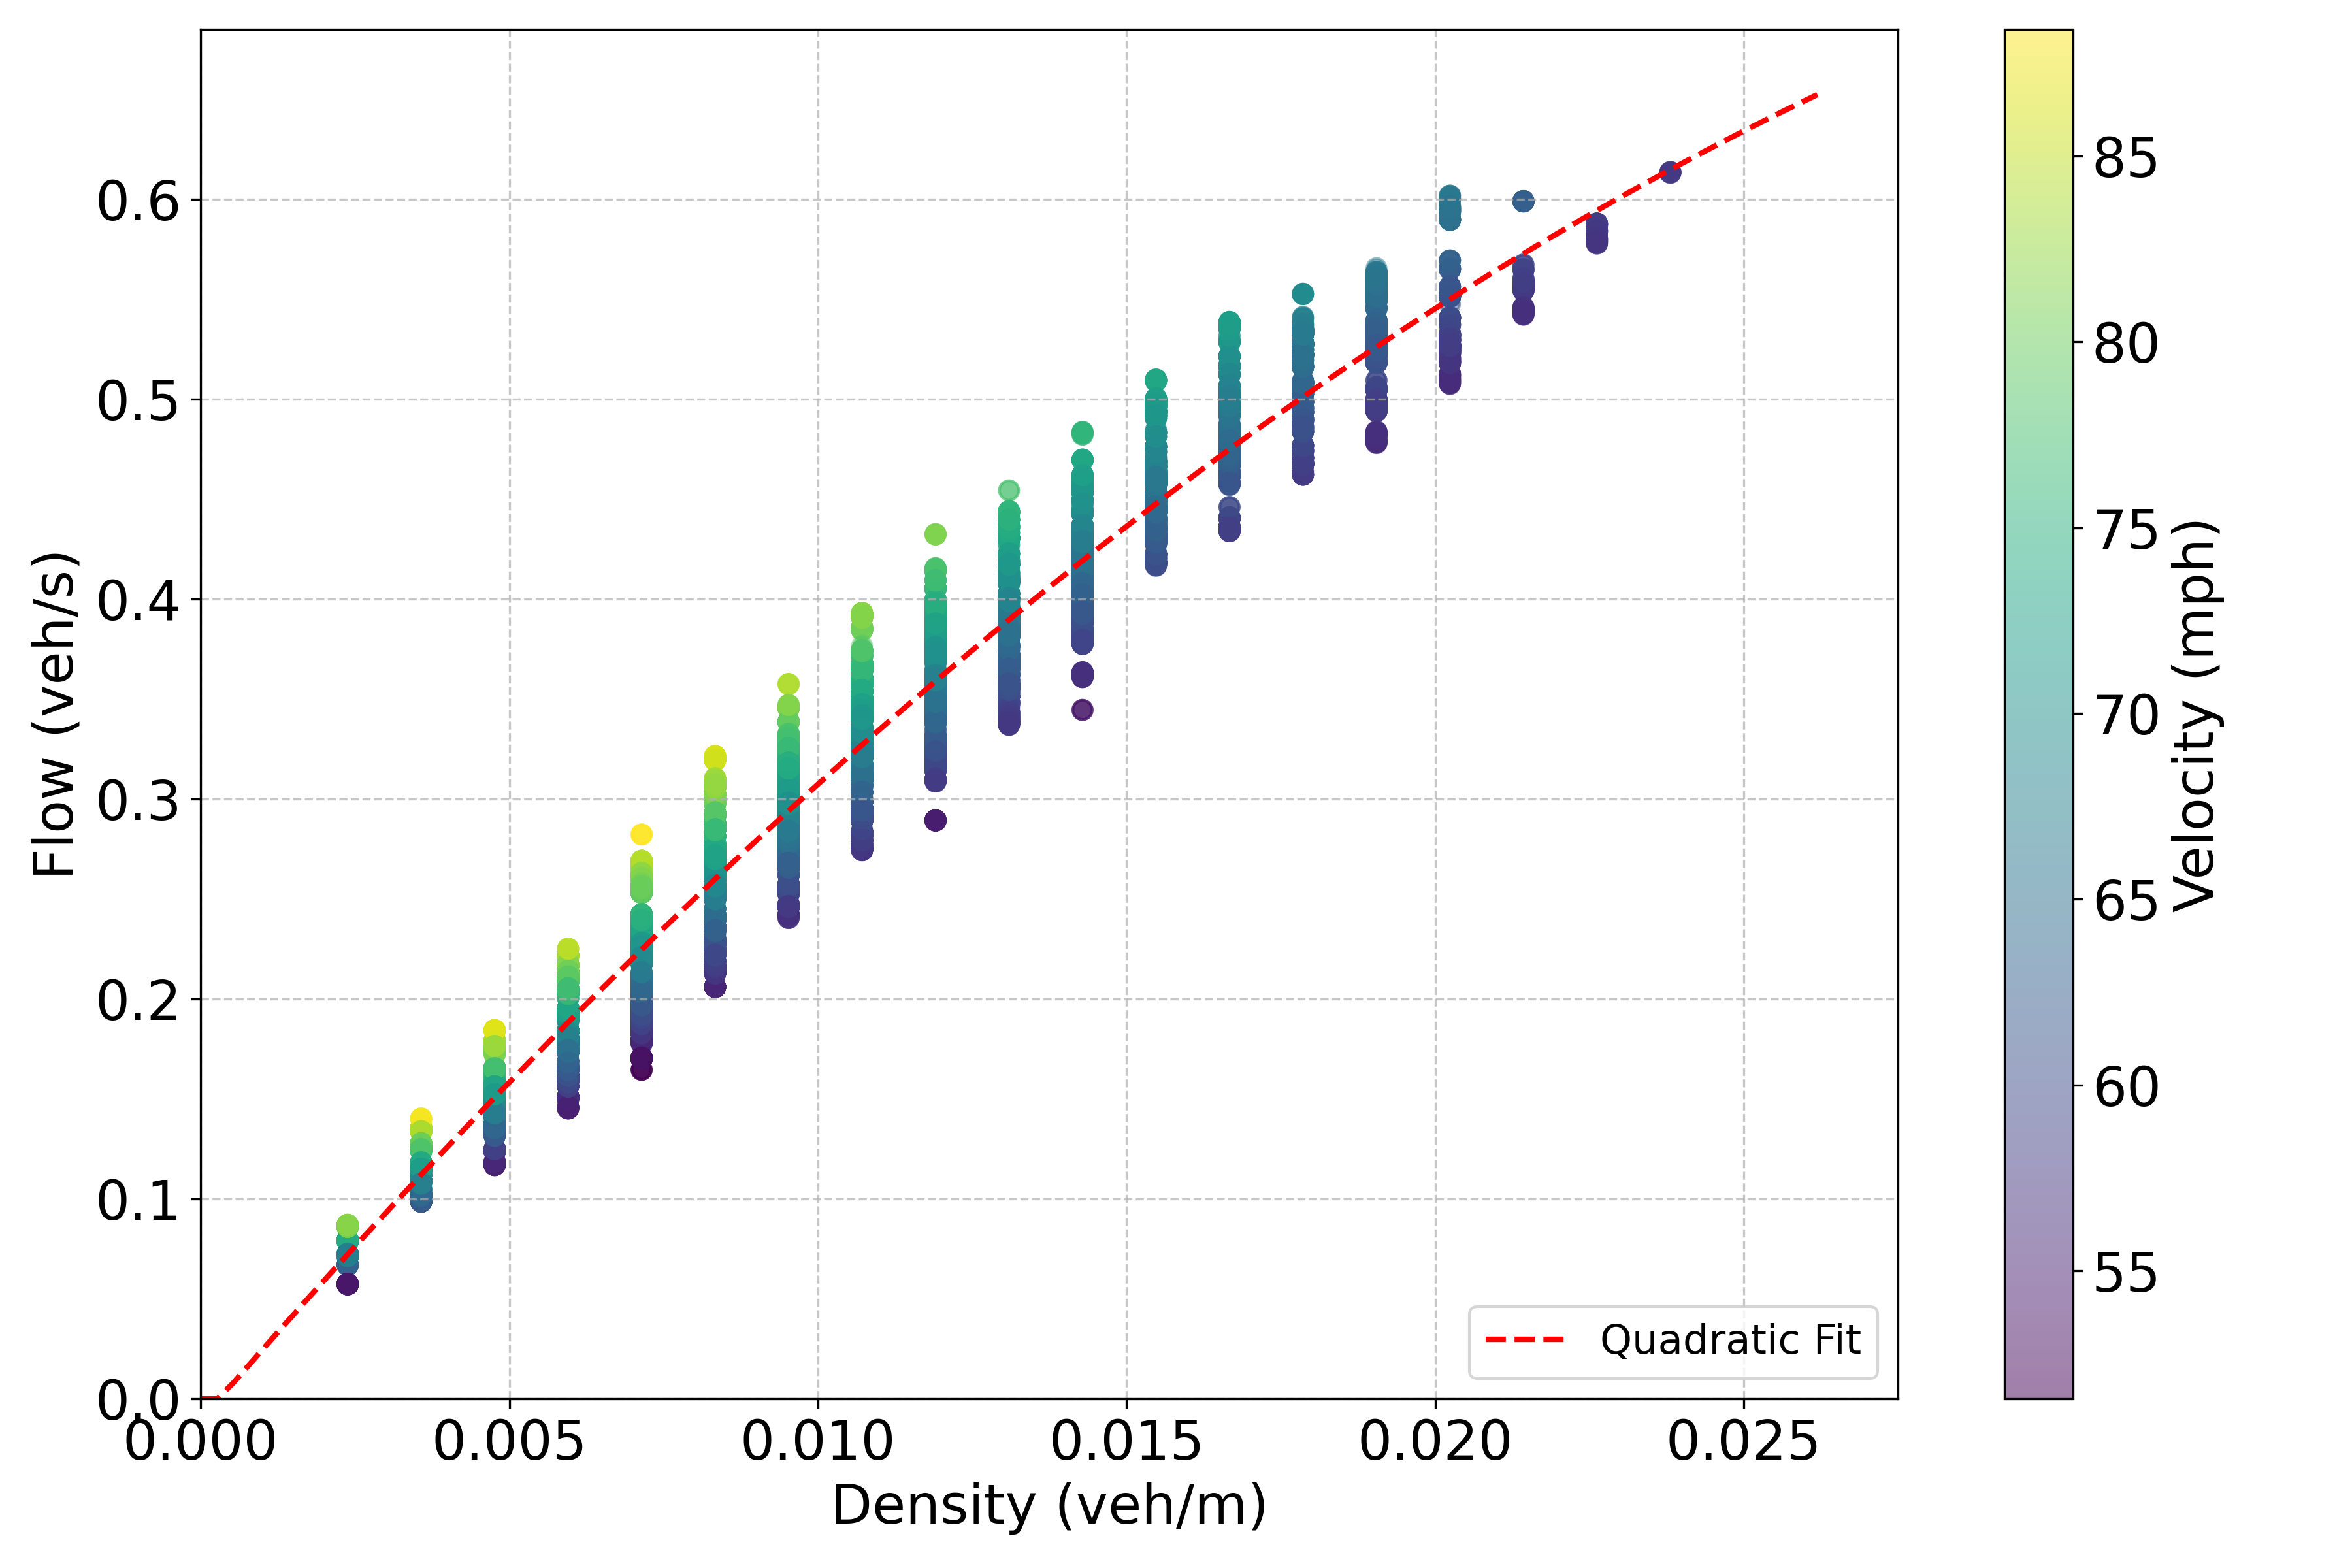 Flow (veh/s)
0.6
0.5
0.4
0.3
0.2
0.1
0.0
0.000 0.005 0.010 0.015 0.020 0.025
Density (veh/m)
Quadratic Fit
85
80
75
70
65
60
55
Velocity (mph)